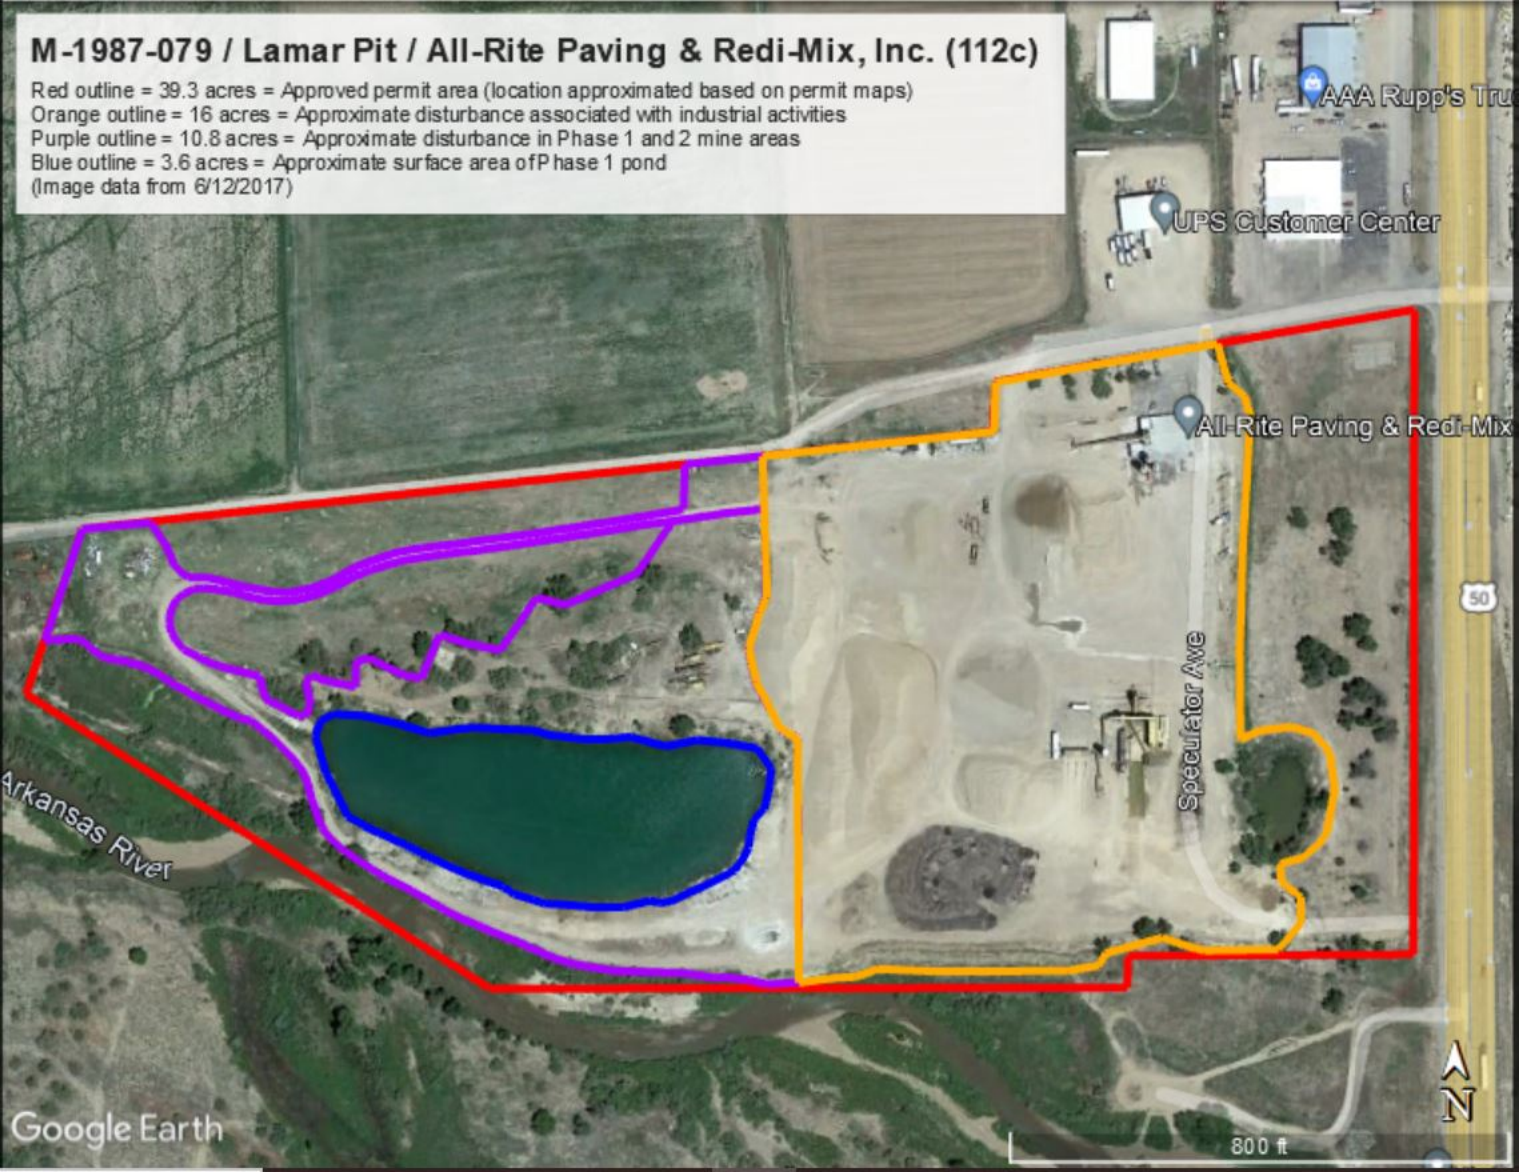 M-1987-079 / Lamar Pit / All-Rite Paving & Redi-Mix, Inc. (112c)
Red outline = 39.3 acres = Approved permit area (location approximated based on permit maps)
Orange outline = 16 acres = Approximate disturbance associated with industrial activities
Purple outline = 10.8 acres = Approximate disturbance in Phase 1 and 2 mine areas
Blue outline = 3.6 acres = Approximate surface area of Phase 1 pond
(Image data from 6/12/2017)
AAA Rupp's Tru
UPS Customer Center
All-Rite Paving & Redi-Mix
50
Speculator Ave
Arkansas River
N
Google Earth
800 ft